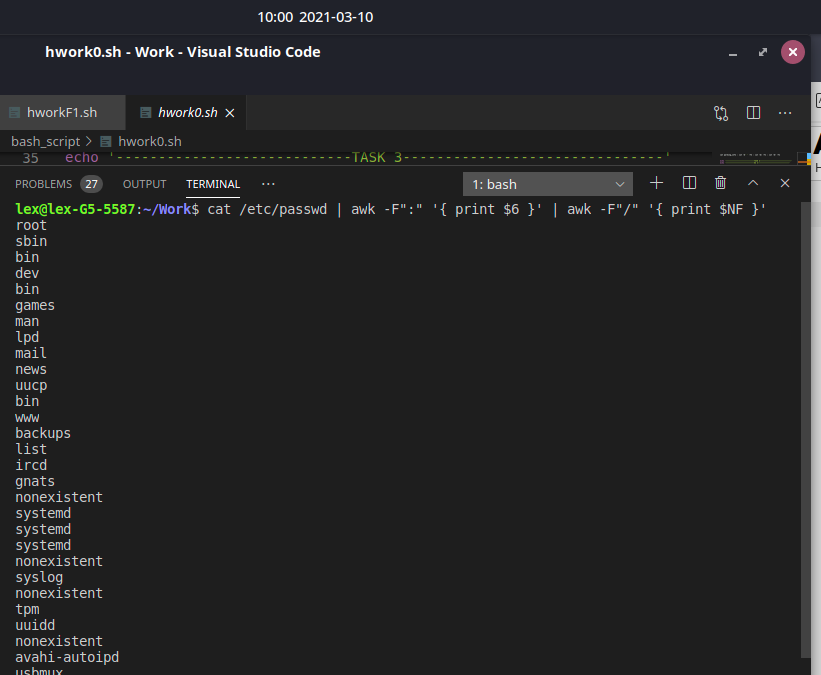 10:00 2021-03-10
hwork0.sh - Work - Visual Studio Code
hworkF1.sh hwork0.sh
bash_script > hwork0.sh
35 echo '----------------------------TASK 3-------------------------------'
PROBLEMS 27 OUTPUT TERMINAL ··· 1: bash
lex@lex-G5-5587:~/Work$ cat /etc/passwd | awk -F":" '{ print $6 }' | awk -F"/" '{ print $NF }'
root
sbin
bin
dev
bin
games
man
lpd
mail
news
uucp
bin
www
backups
list
ircd
gnats
nonexistent
systemd
systemd
systemd
nonexistent
syslog
nonexistent
tpm
uuidd
nonexistent
avahi-autoipd
usbmux